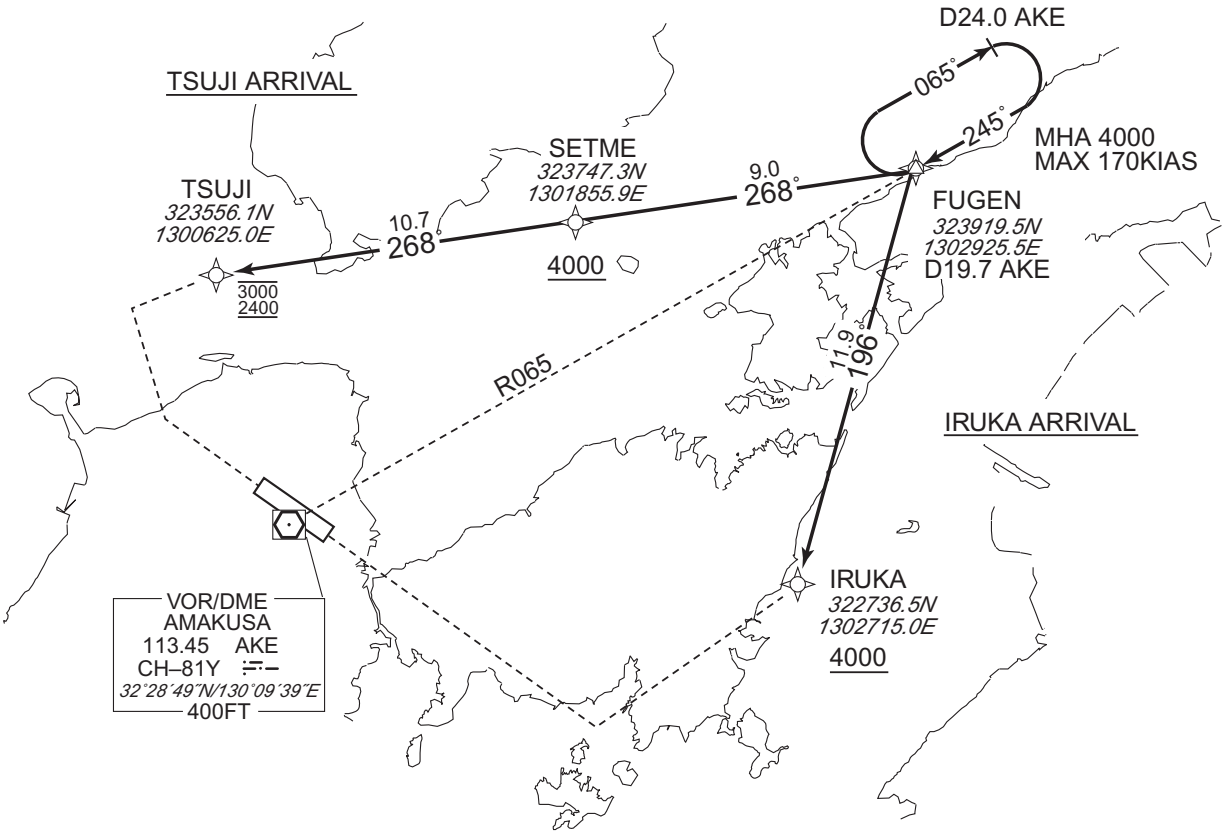 D24.0 AKE
TSUJI ARRIVAL
065°
245°
MHA 4000
MAX 170KIAS
SETME
323747.3N
1301855.9E
9.0
268°
TSUJI
323556.1N
1300625.0E
10.7
268°
FUGEN
323919.5N
1302925.5E
D19.7 AKE
4000
3000
2400
11.9
196°
R065
IRUKA ARRIVAL
IRUKA
322736.5N
1302715.0E
4000
VOR/DME
AMAKUSA
113.45 AKE
CH–81Y
32°28´49˝N/130°09´39˝E
400FT